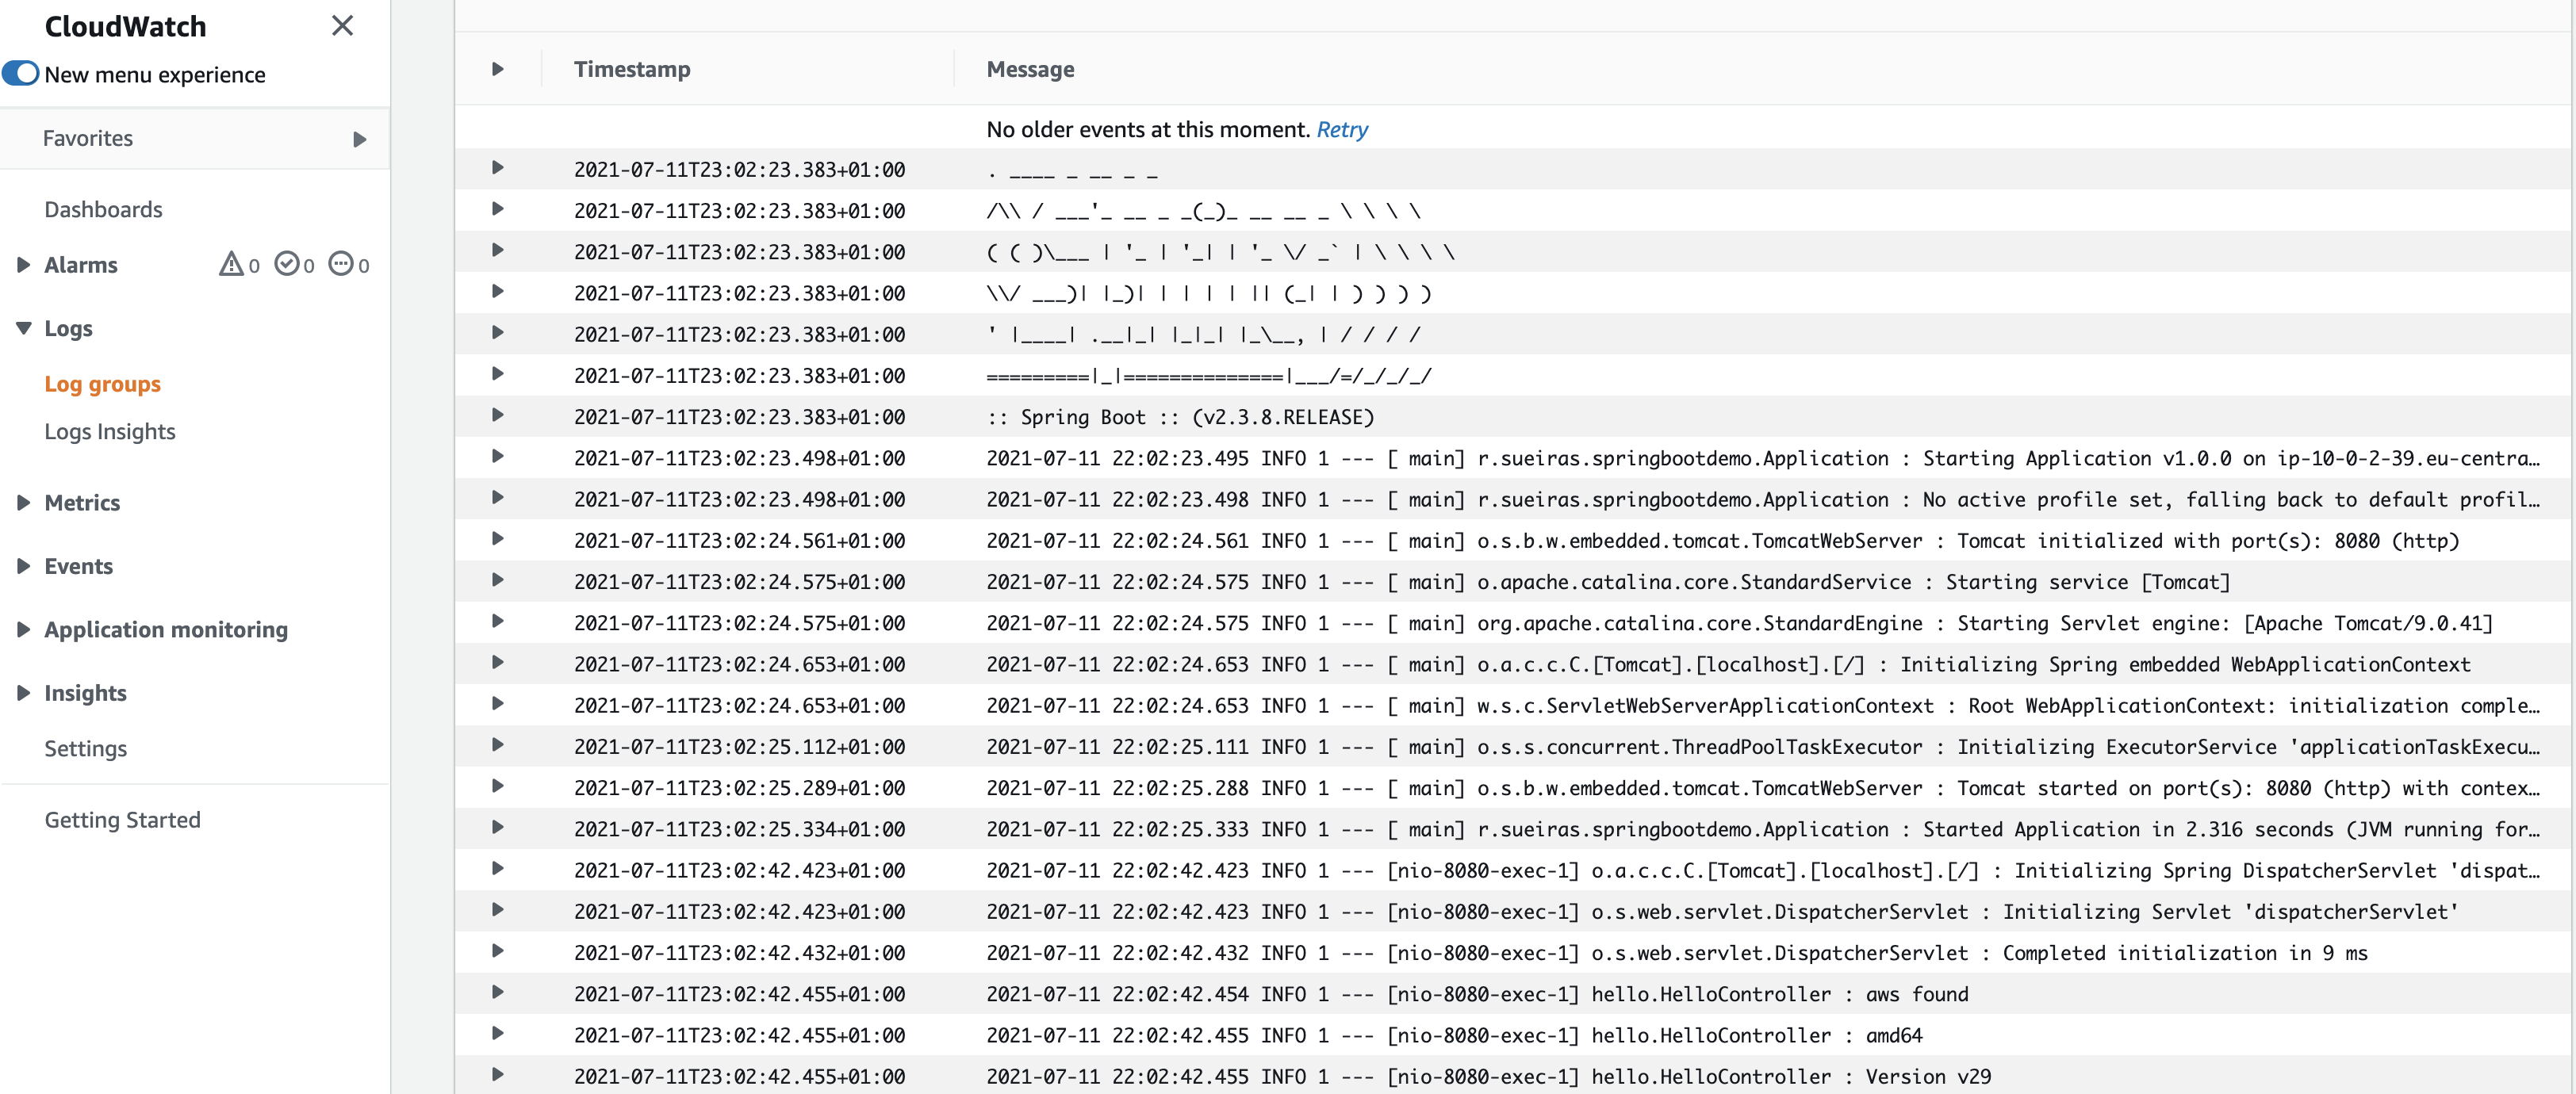 CloudWatch
New menu experience
Favorites
Dashboards
Alarms 0 0 0
Logs
Log groups
Logs Insights
Metrics
Events
Application monitoring
Insights
Settings
Getting Started
Timestamp Message
No older events at this moment. Retry
2021-07-11T23:02:23.383+01:00 . ____ _ __ _ _
2021-07-11T23:02:23.383+01:00 /\\ / ___'_ __ _ _(_)_ __ __ _ \ \ \ \
2021-07-11T23:02:23.383+01:00 ( ( )\___ | '_ | '_| | '_ \/ _` | \ \ \ \
2021-07-11T23:02:23.383+01:00 \\/ ___)| |_)| | | | | || (_| | ) ) ) )
2021-07-11T23:02:23.383+01:00 ' |____| .__|_| |_|_| |_\__, | / / / /
2021-07-11T23:02:23.383+01:00 =========|_|==============|___/=/_/_/_/
2021-07-11T23:02:23.383+01:00 :: Spring Boot :: (v2.3.8.RELEASE)
2021-07-11T23:02:23.498+01:00 2021-07-11 22:02:23.495 INFO 1 --- [ main] r.sueiras.springbootdemo.Application : Starting Application v1.0.0 on ip-10-0-2-39.eu-centra…
2021-07-11T23:02:23.498+01:00 2021-07-11 22:02:23.498 INFO 1 --- [ main] r.sueiras.springbootdemo.Application : No active profile set, falling back to default profil…
2021-07-11T23:02:24.561+01:00 2021-07-11 22:02:24.561 INFO 1 --- [ main] o.s.b.w.embedded.tomcat.TomcatWebServer : Tomcat initialized with port(s): 8080 (http)
2021-07-11T23:02:24.575+01:00 2021-07-11 22:02:24.575 INFO 1 --- [ main] o.apache.catalina.core.StandardService : Starting service [Tomcat]
2021-07-11T23:02:24.575+01:00 2021-07-11 22:02:24.575 INFO 1 --- [ main] org.apache.catalina.core.StandardEngine : Starting Servlet engine: [Apache Tomcat/9.0.41]
2021-07-11T23:02:24.653+01:00 2021-07-11 22:02:24.653 INFO 1 --- [ main] o.a.c.c.C.[Tomcat].[localhost].[/] : Initializing Spring embedded WebApplicationContext
2021-07-11T23:02:24.653+01:00 2021-07-11 22:02:24.653 INFO 1 --- [ main] w.s.c.ServletWebServerApplicationContext : Root WebApplicationContext: initialization comple…
2021-07-11T23:02:25.112+01:00 2021-07-11 22:02:25.111 INFO 1 --- [ main] o.s.s.concurrent.ThreadPoolTaskExecutor : Initializing ExecutorService 'applicationTaskExecu…
2021-07-11T23:02:25.289+01:00 2021-07-11 22:02:25.288 INFO 1 --- [ main] o.s.b.w.embedded.tomcat.TomcatWebServer : Tomcat started on port(s): 8080 (http) with contex…
2021-07-11T23:02:25.334+01:00 2021-07-11 22:02:25.333 INFO 1 --- [ main] r.sueiras.springbootdemo.Application : Started Application in 2.316 seconds (JVM running for…
2021-07-11T23:02:42.423+01:00 2021-07-11 22:02:42.423 INFO 1 --- [nio-8080-exec-1] o.a.c.c.C.[Tomcat].[localhost].[/] : Initializing Spring DispatcherServlet 'dispat…
2021-07-11T23:02:42.423+01:00 2021-07-11 22:02:42.423 INFO 1 --- [nio-8080-exec-1] o.s.web.servlet.DispatcherServlet : Initializing Servlet 'dispatcherServlet'
2021-07-11T23:02:42.432+01:00 2021-07-11 22:02:42.432 INFO 1 --- [nio-8080-exec-1] o.s.web.servlet.DispatcherServlet : Completed initialization in 9 ms
2021-07-11T23:02:42.455+01:00 2021-07-11 22:02:42.454 INFO 1 --- [nio-8080-exec-1] hello.HelloController : aws found
2021-07-11T23:02:42.455+01:00 2021-07-11 22:02:42.455 INFO 1 --- [nio-8080-exec-1] hello.HelloController : amd64
2021-07-11T23:02:42.455+01:00 2021-07-11 22:02:42.455 INFO 1 --- [nio-8080-exec-1] hello.HelloController : Version v29